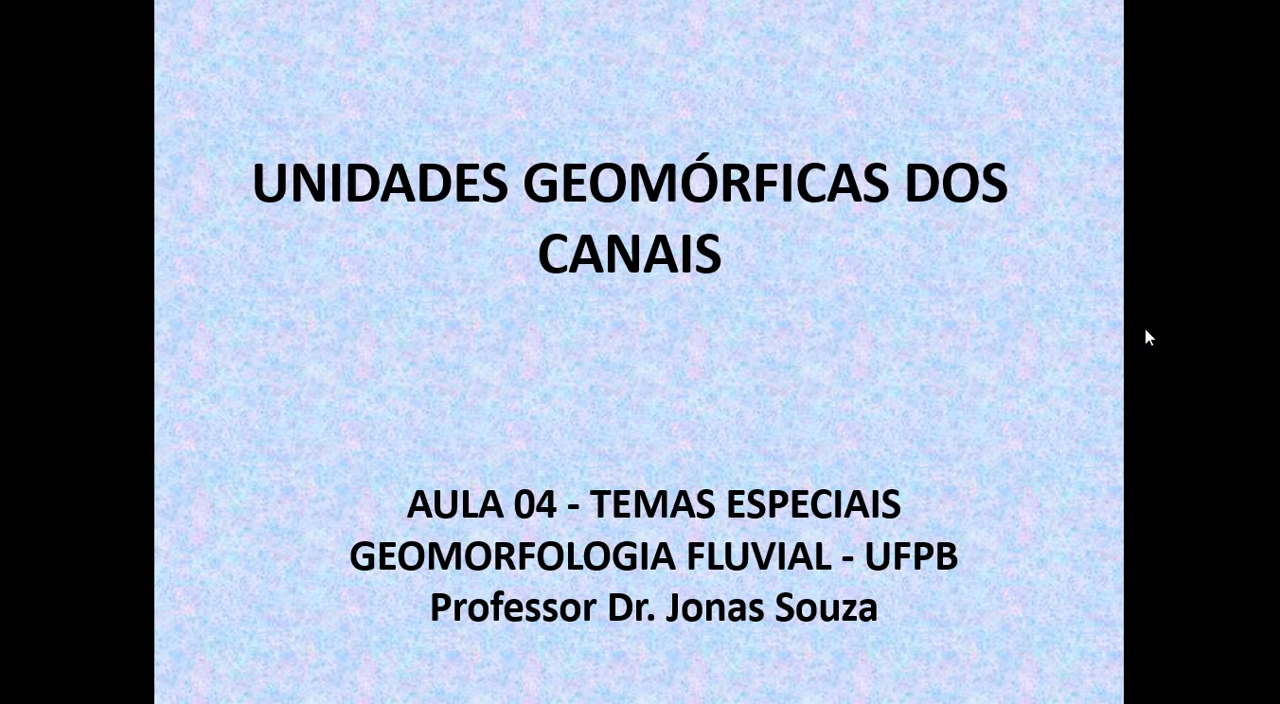 UNIDADES GEOMÓRFICAS DOS
CANAIS
AULA 04 - TEMAS ESPECIAIS
GEOMORFOLOGIA FLUVIAL - UFPB
Professor Dr. Jonas Souza